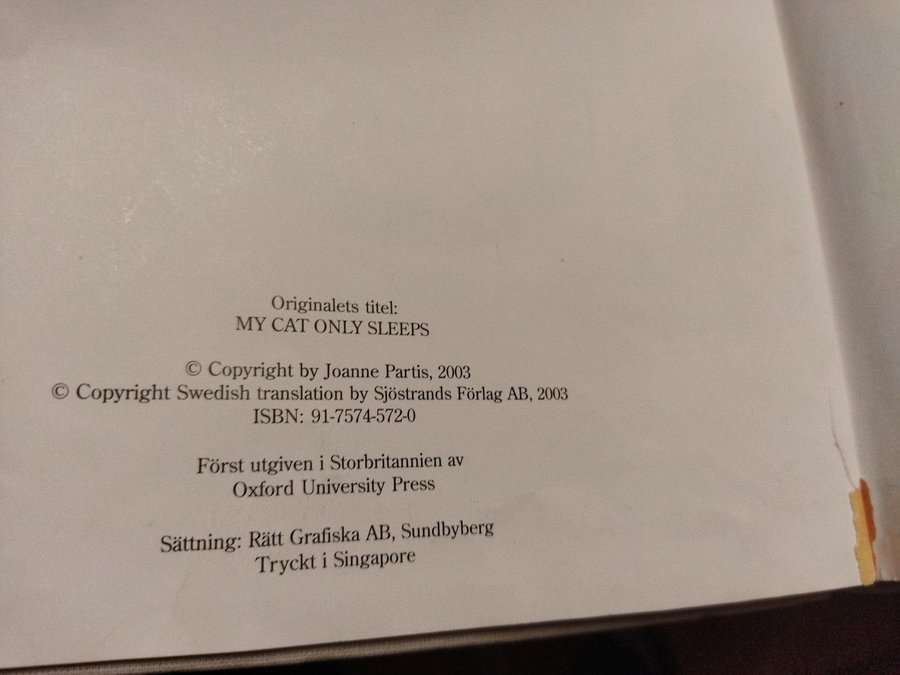 Originalets titel:
MY CAT ONLY SLEEPS
© Copyright by Joanne Partis, 2003
© Copyright Swedish translation by Sjöstrands Förlag AB, 2003
ISBN: 91-7574-572-0
Först utgiven i Storbritannien av
Oxford University Press
Sättning: Rätt Grafiska AB, Sundbyberg
Tryckt i Singapore